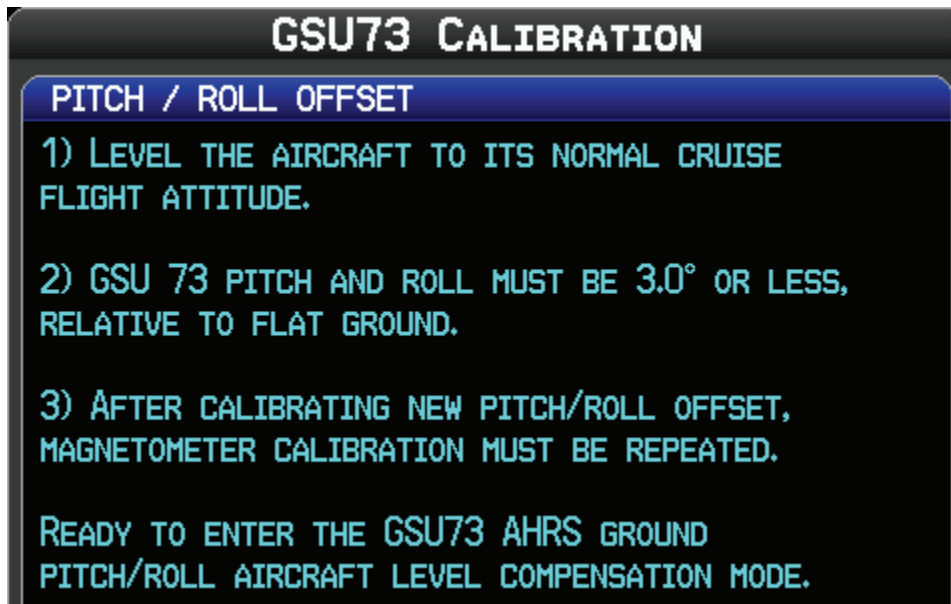 GSU73 CALIBRATION
PITCH / ROLL OFFSET
1) LEVEL THE AIRCRAFT TO ITS NORMAL CRUISE
FLIGHT ATTITUDE.
2) GSU 73 PITCH AND ROLL MUST BE 3.0° OR LESS,
RELATIVE TO FLAT GROUND.
3) AFTER CALIBRATING NEW PITCH/ROLL OFFSET,
MAGNETOMETER CALIBRATION MUST BE REPEATED.
READY TO ENTER THE GSU73 AHRS GROUND
PITCH/ROLL AIRCRAFT LEVEL COMPENSATION MODE.